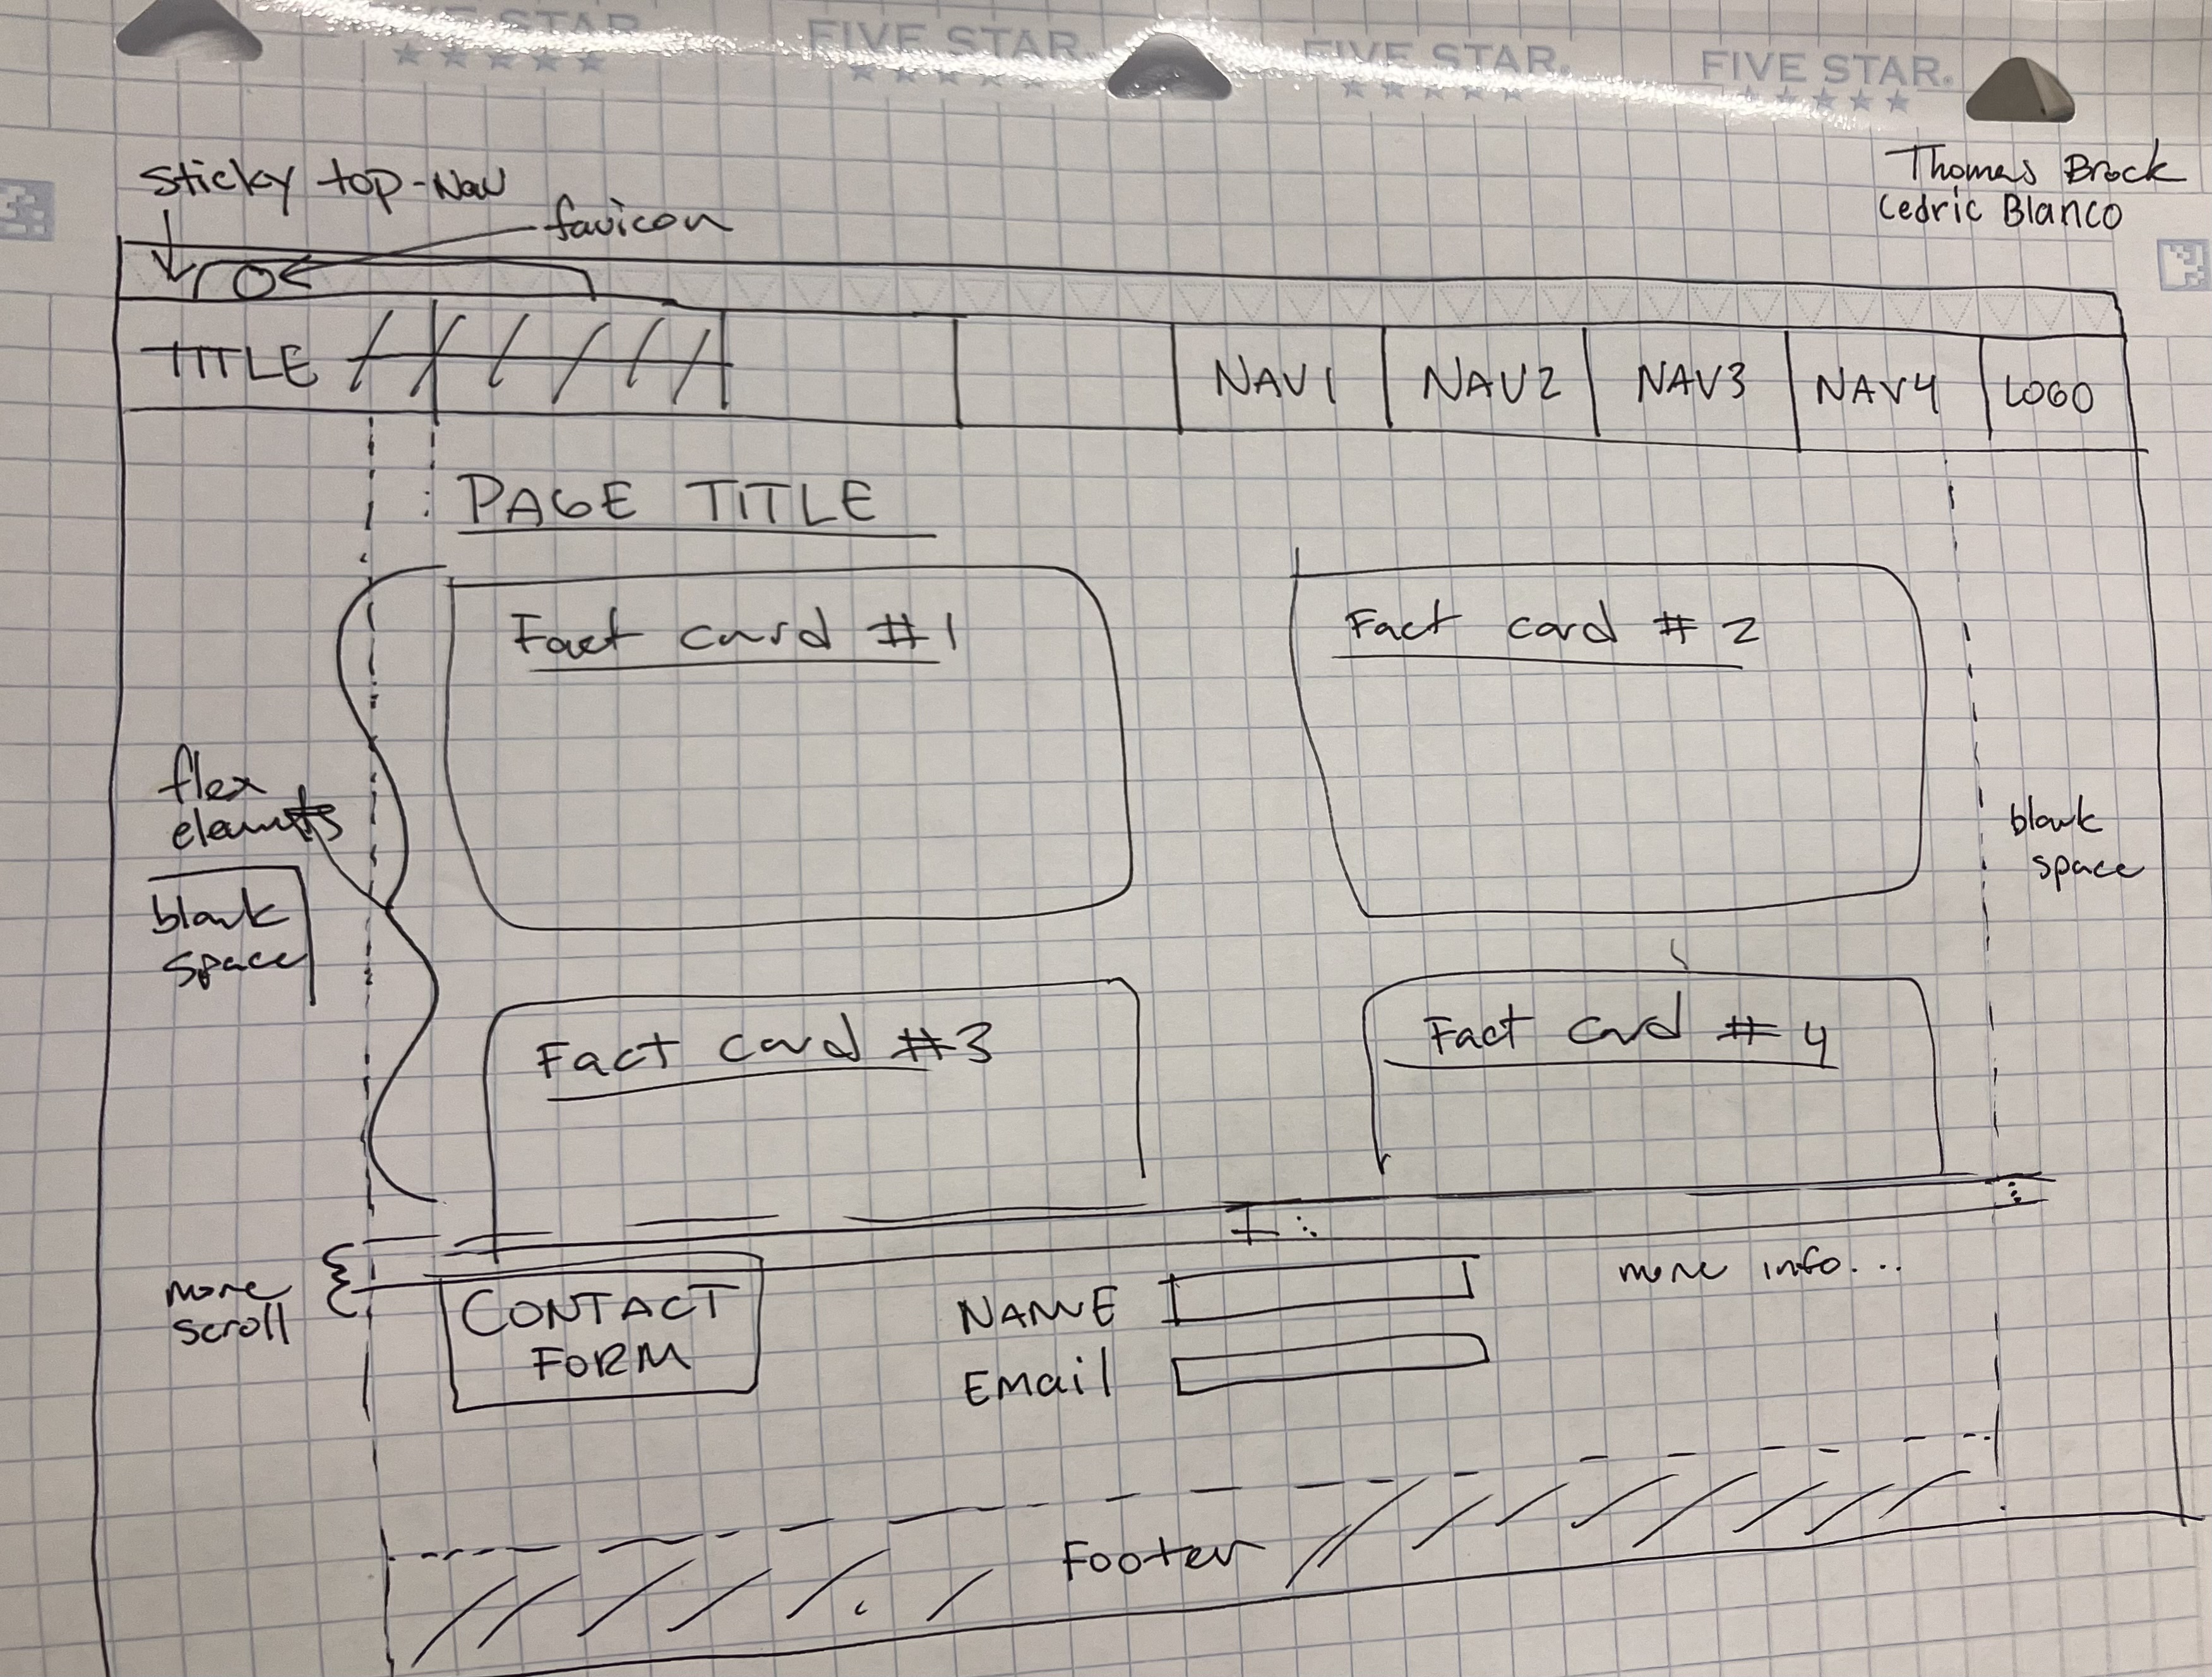 FIVE STAR
FIVE STAR.
FIVE STAR.
FIVE STAR®
Thomas Brock
Cedric Blanco
sticky top-Nav
favicon
TITLE
NAV1
NAV2
NAV3
NAV4
LOGO
PAGE TITLE
Fact card #1
Fact card # 2
flex
elements
blank
space
blank
space
Fact card #3
Fact card # 4
more
scroll
CONTACT
FORM
NAME
Email
more info...
Footer